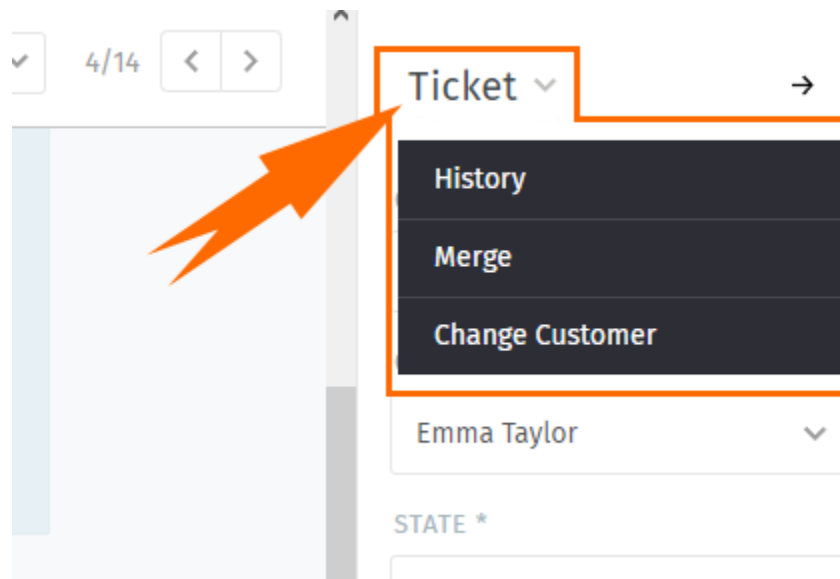 4/14
Ticket
History
Merge
Change Customer
Emma Taylor
STATE *